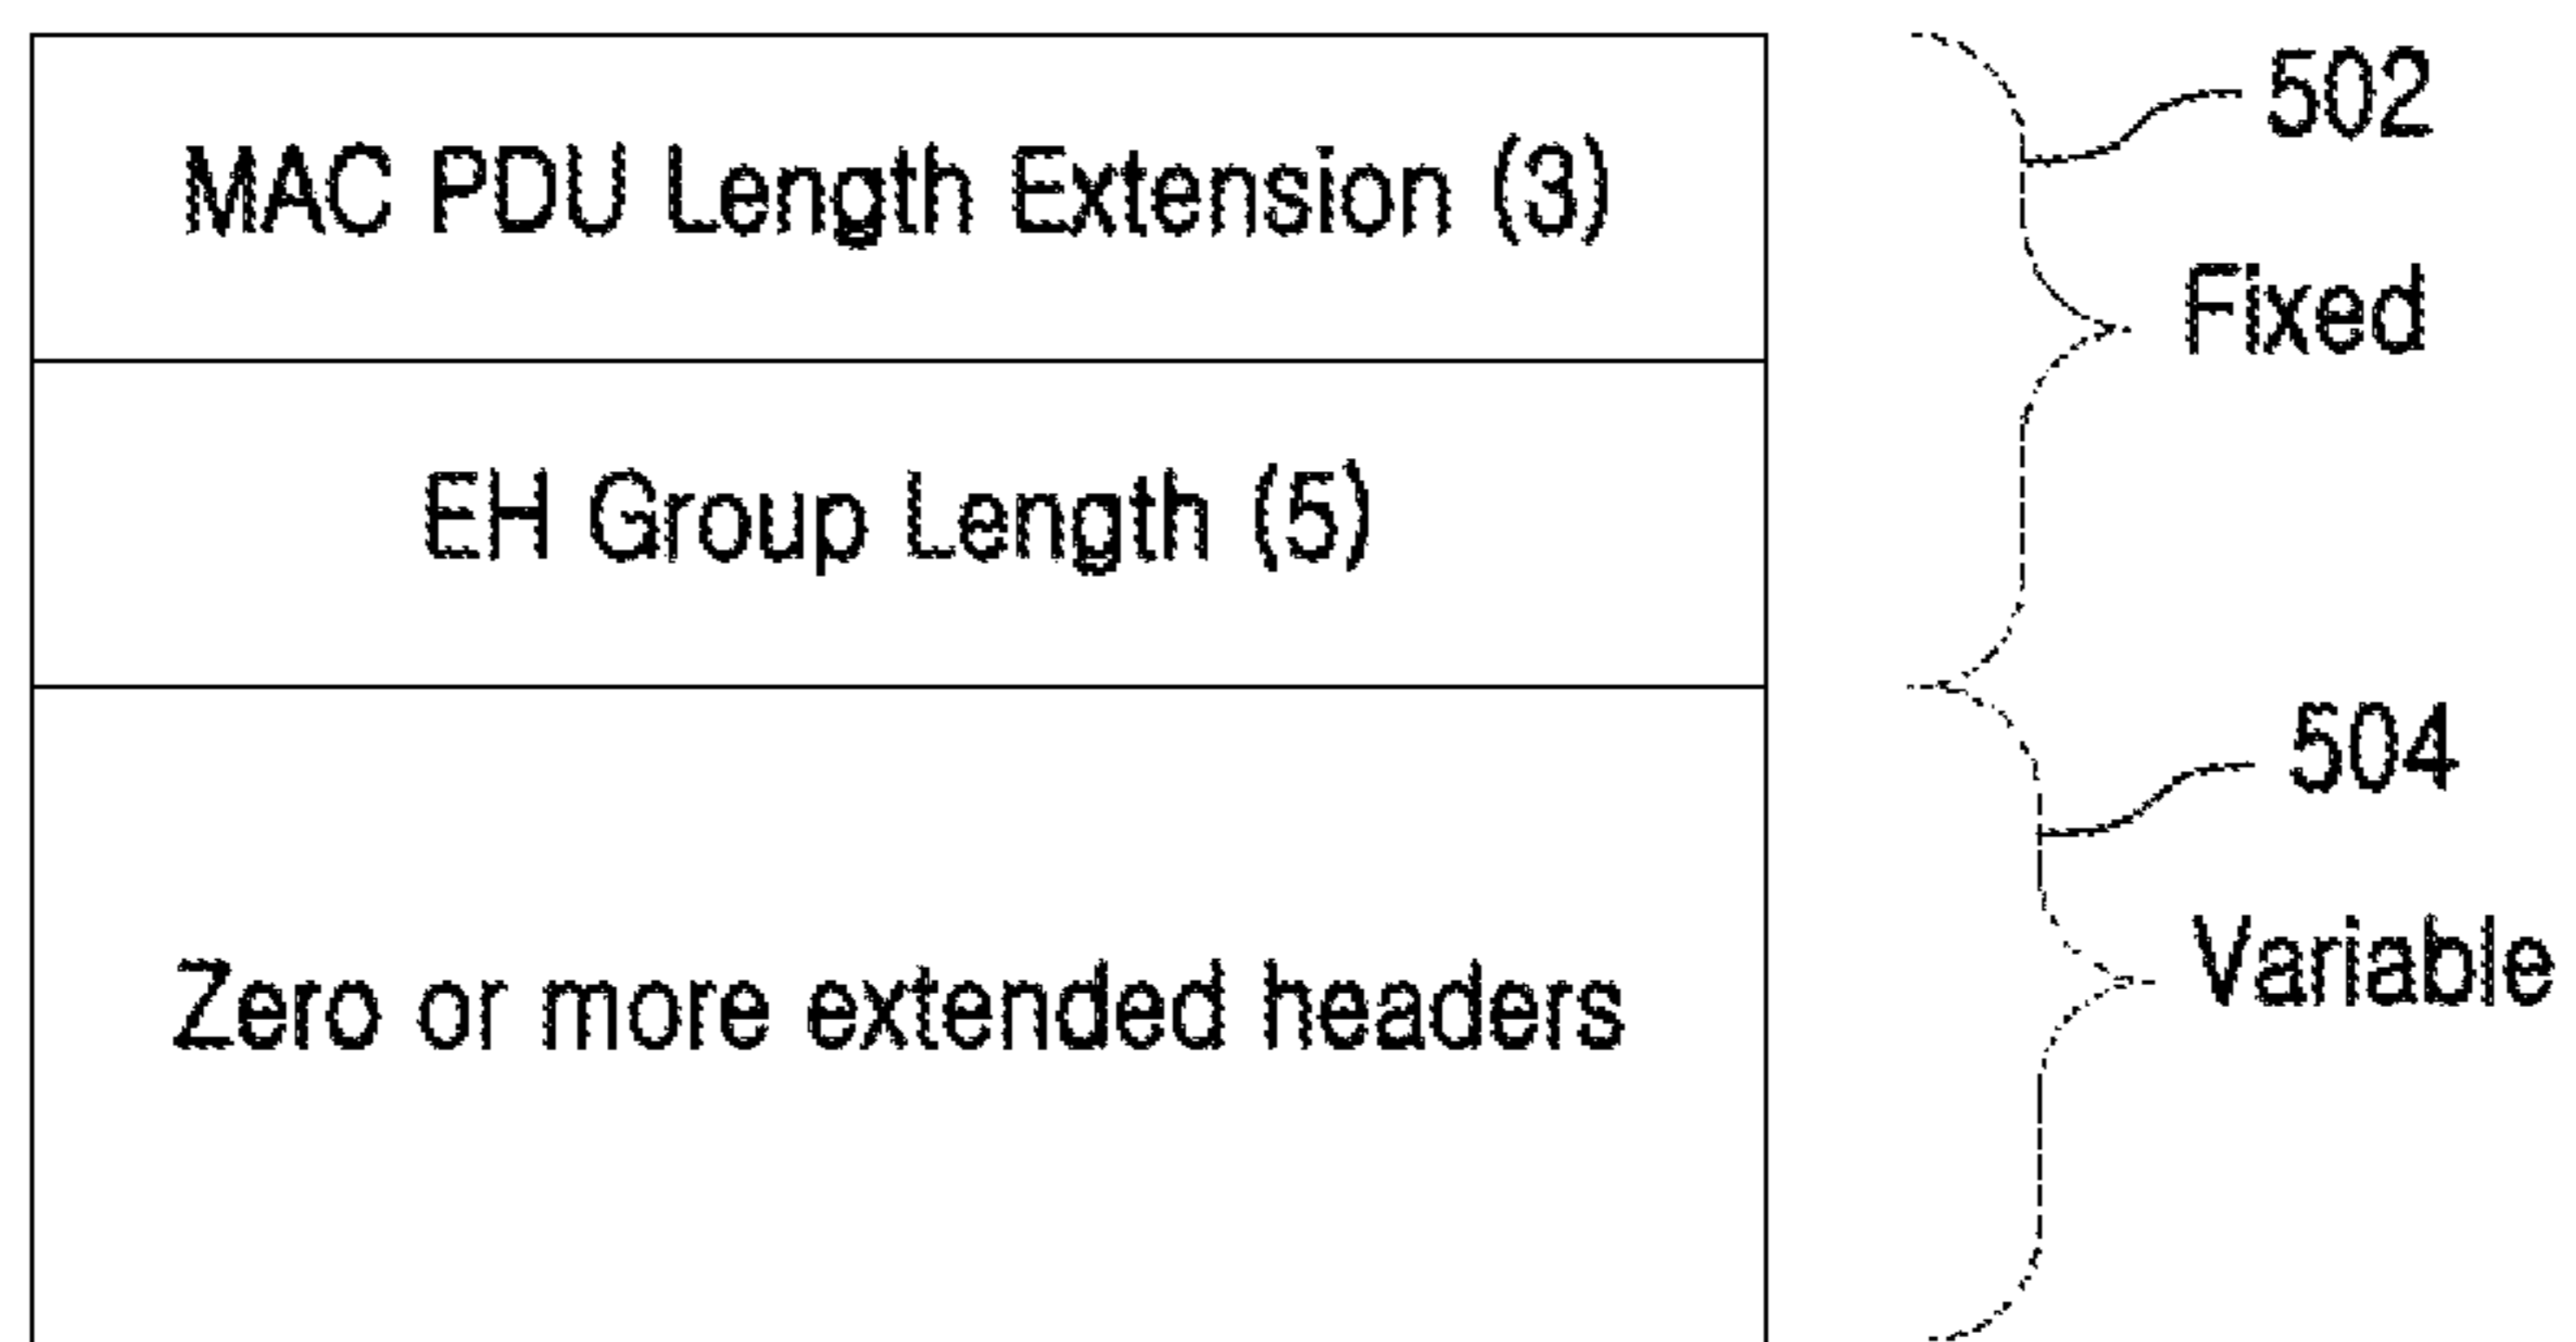 MAC PDU Length Extension (3)
502
Fixed
EH Group Length (5)
504
Variable
Zero or more extended headers